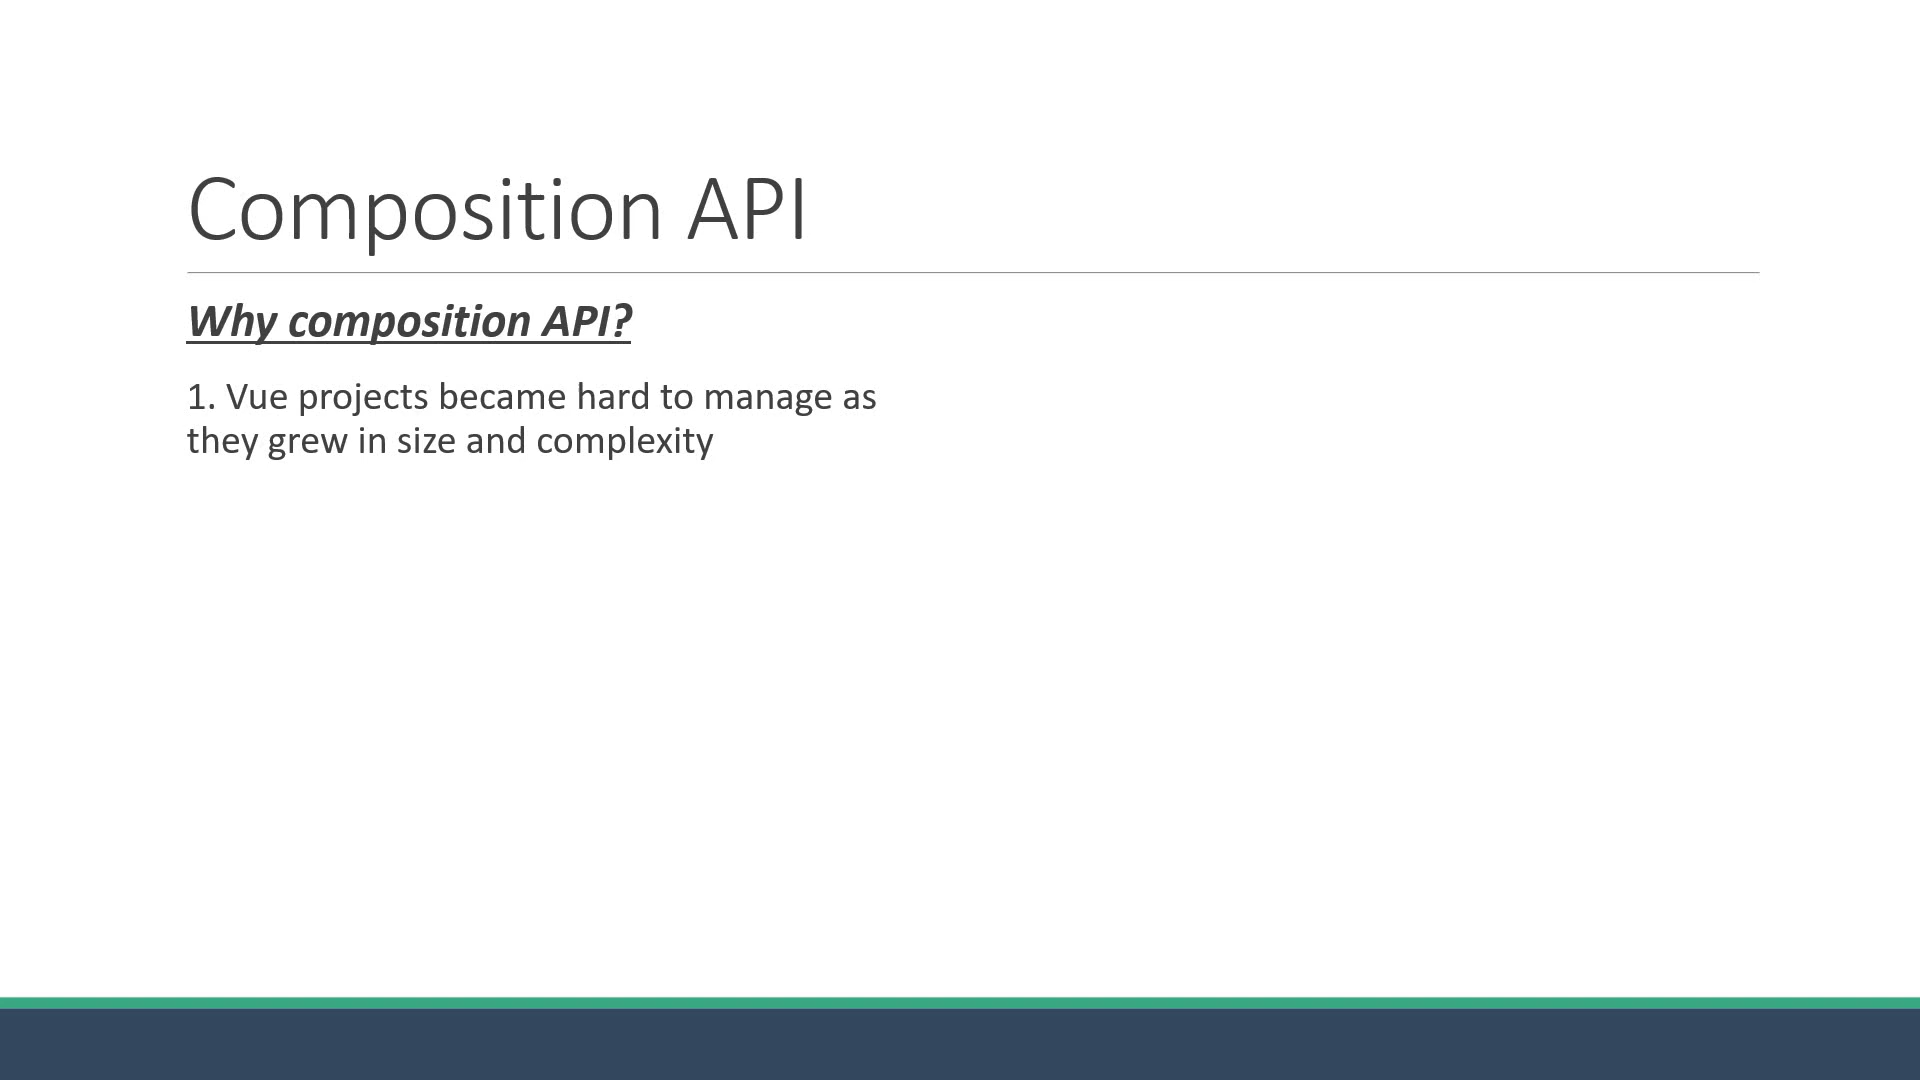 Composition API
Why composition API?
1. Vue projects became hard to manage as
they grew in size and complexity